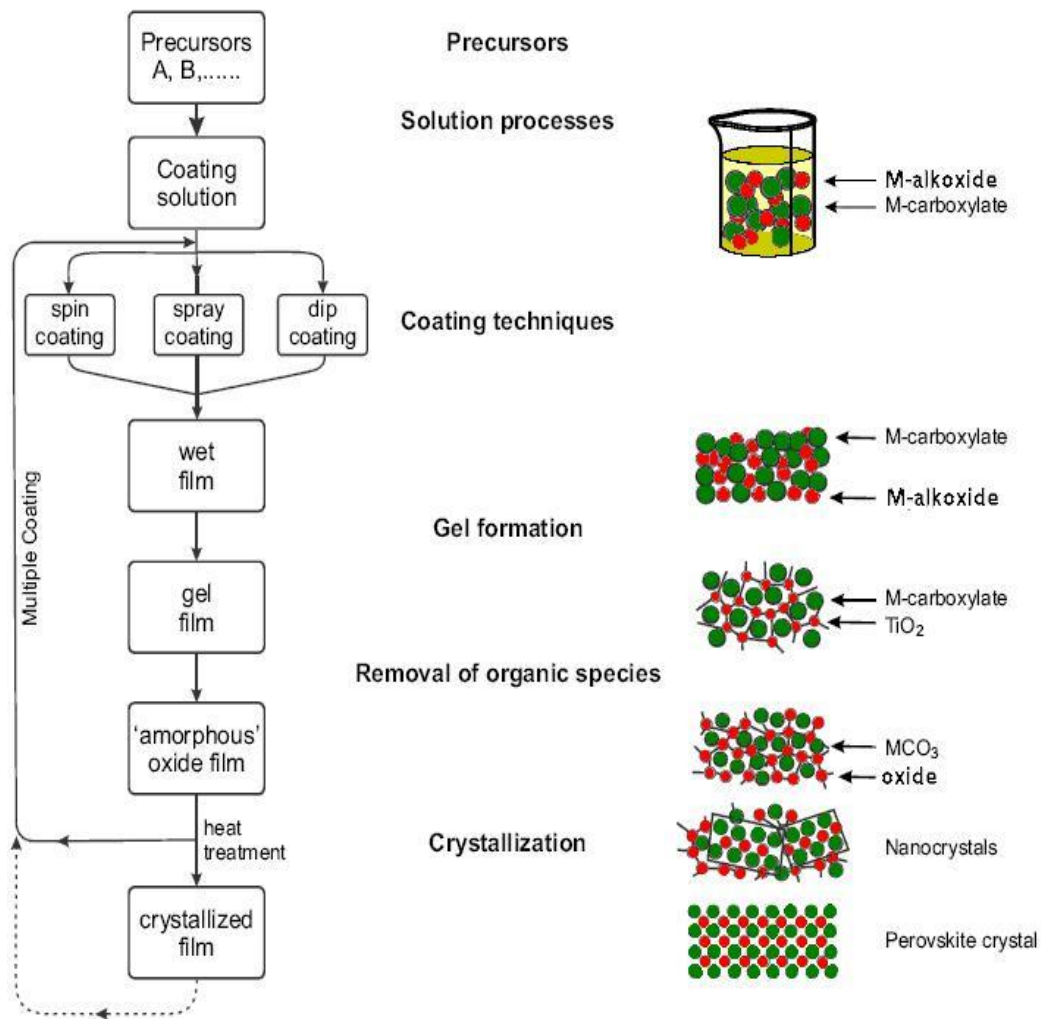 Precursors
A, B,......
Precursors
Solution processes
Coating
solution
M-alkoxide
M-carboxylate
spin
coating
spray
coating
dip
coating
Coating techniques
Multiple Coating
wet
film
M-carboxylate
M-alkoxide
Gel formation
gel
film
M-carboxylate
TiO₂
Removal of organic species
'amorphous'
oxide film
MCO₃
oxide
heat
treatment
Crystallization
Nanocrystals
crystallized
film
Perovskite crystal